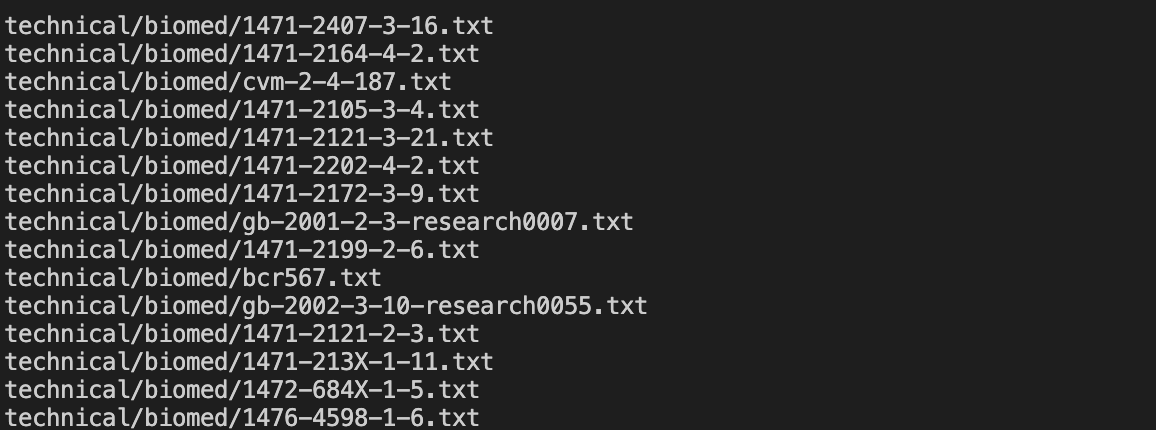 technical/biomed/1471-2407-3-16.txt
technical/biomed/1471-2164-4-2.txt
technical/biomed/cvm-2-4-187.txt
technical/biomed/1471-2105-3-4.txt
technical/biomed/1471-2121-3-21.txt
technical/biomed/1471-2202-4-2.txt
technical/biomed/1471-2172-3-9.txt
technical/biomed/gb-2001-2-3-research0007.txt
technical/biomed/1471-2199-2-6.txt
technical/biomed/bcr567.txt
technical/biomed/gb-2002-3-10-research0055.txt
technical/biomed/1471-2121-2-3.txt
technical/biomed/1471-213X-1-11.txt
technical/biomed/1472-684X-1-5.txt
technical/biomed/1476-4598-1-6.txt